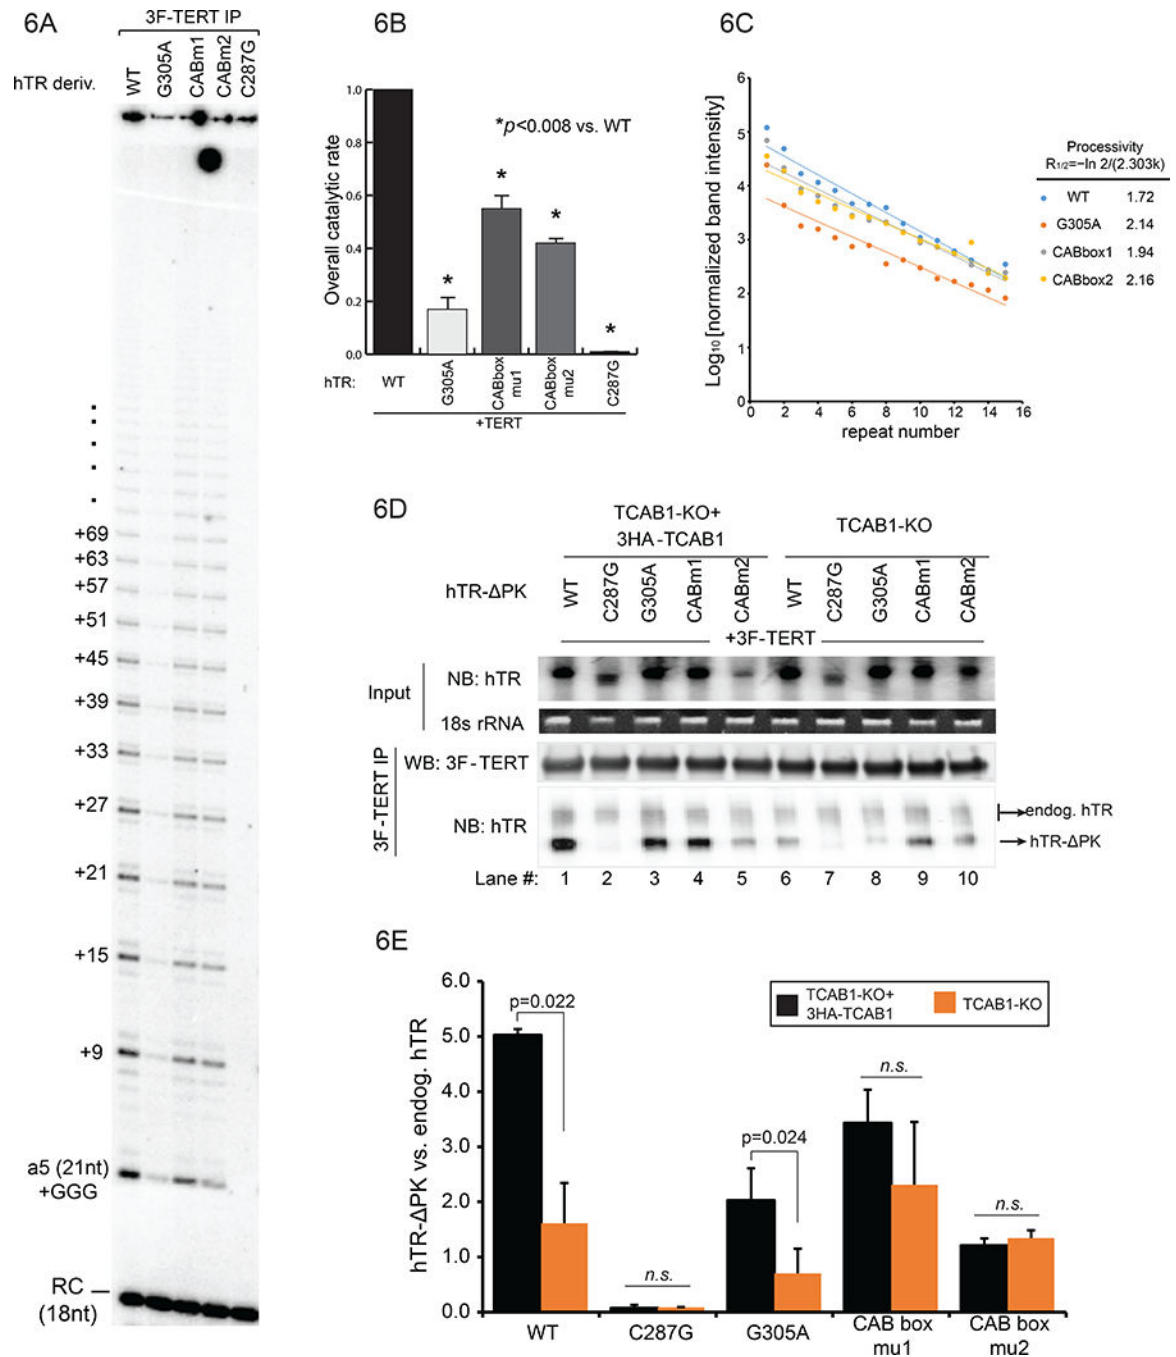 6A
3F-TERT IP
hTR deriv.
WT
G305A
CABm1
CABm2
C287G
+69
+63
+57
+51
+45
+39
+33
+27
+21
+15
+9
a5 (21nt)
+GGG
RC
(18nt)
6B
Overall catalytic rate
1.0
0.8
0.6
0.4
0.2
0.0
*p<0.008 vs. WT
*
*
*
*
hTR:
WT
G305A
CABbox
mu1
CABbox
mu2
C287G
+TERT
6C
Log₁₀ [normalized band intensity]
6
5
4
3
2
1
0
0 2 4 6 8 10 12 14 16
repeat number
Processivity
R₁/₂=−ln 2/(2.303k)
WT 1.72
G305A 2.14
CABbox1 1.94
CABbox2 2.16
6D
TCAB1-KO+
3HA-TCAB1
TCAB1-KO
hTR-ΔPK
WT
C287G
G305A
CABm1
CABm2
WT
C287G
G305A
CABm1
CABm2
+3F-TERT
Input
NB: hTR
18s rRNA
3F-TERT IP
WB: 3F-TERT
NB: hTR
endog. hTR
hTR-ΔPK
Lane #: 1 2 3 4 5 6 7 8 9 10
6E
hTR-ΔPK vs. endog. hTR
6.0
5.0
4.0
3.0
2.0
1.0
0.0
TCAB1-KO+
3HA-TCAB1
TCAB1-KO
p=0.022
n.s.
p=0.024
n.s.
n.s.
WT
C287G
G305A
CAB box
mu1
CAB box
mu2